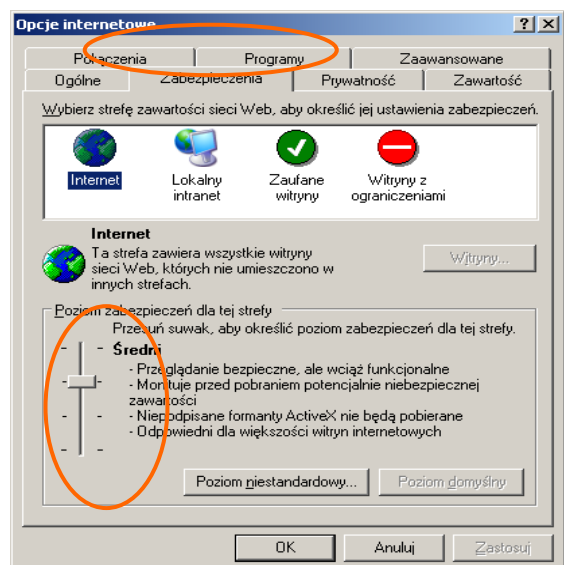 Opcje internetowe
Połączenia Programy Zaawansowane
Ogólne Zabezpieczenia Prywatność Zawartość
Wybierz strefę zawartości sieci Web, aby określić jej ustawienia zabezpieczeń.
Internet Lokalny intranet Zaufane witryny Witryny z ograniczeniami
Internet
Ta strefa zawiera wszystkie witryny
sieci Web, których nie umieszczono w
innych strefach.
Witryny...
Poziom zabezpieczeń dla tej strefy
Przesuń suwak, aby określić poziom zabezpieczeń dla tej strefy.
Średni
- Przeglądanie bezpieczne, ale wciąż funkcjonalne
- Monituje przed pobraniem potencjalnie niebezpiecznej
zawartości
- Niepodpisane formanty ActiveX nie będą pobierane
- Odpowiedni dla większości witryn internetowych
Poziom niestandardowy... Poziom domyślny
OK Anuluj Zastosuj